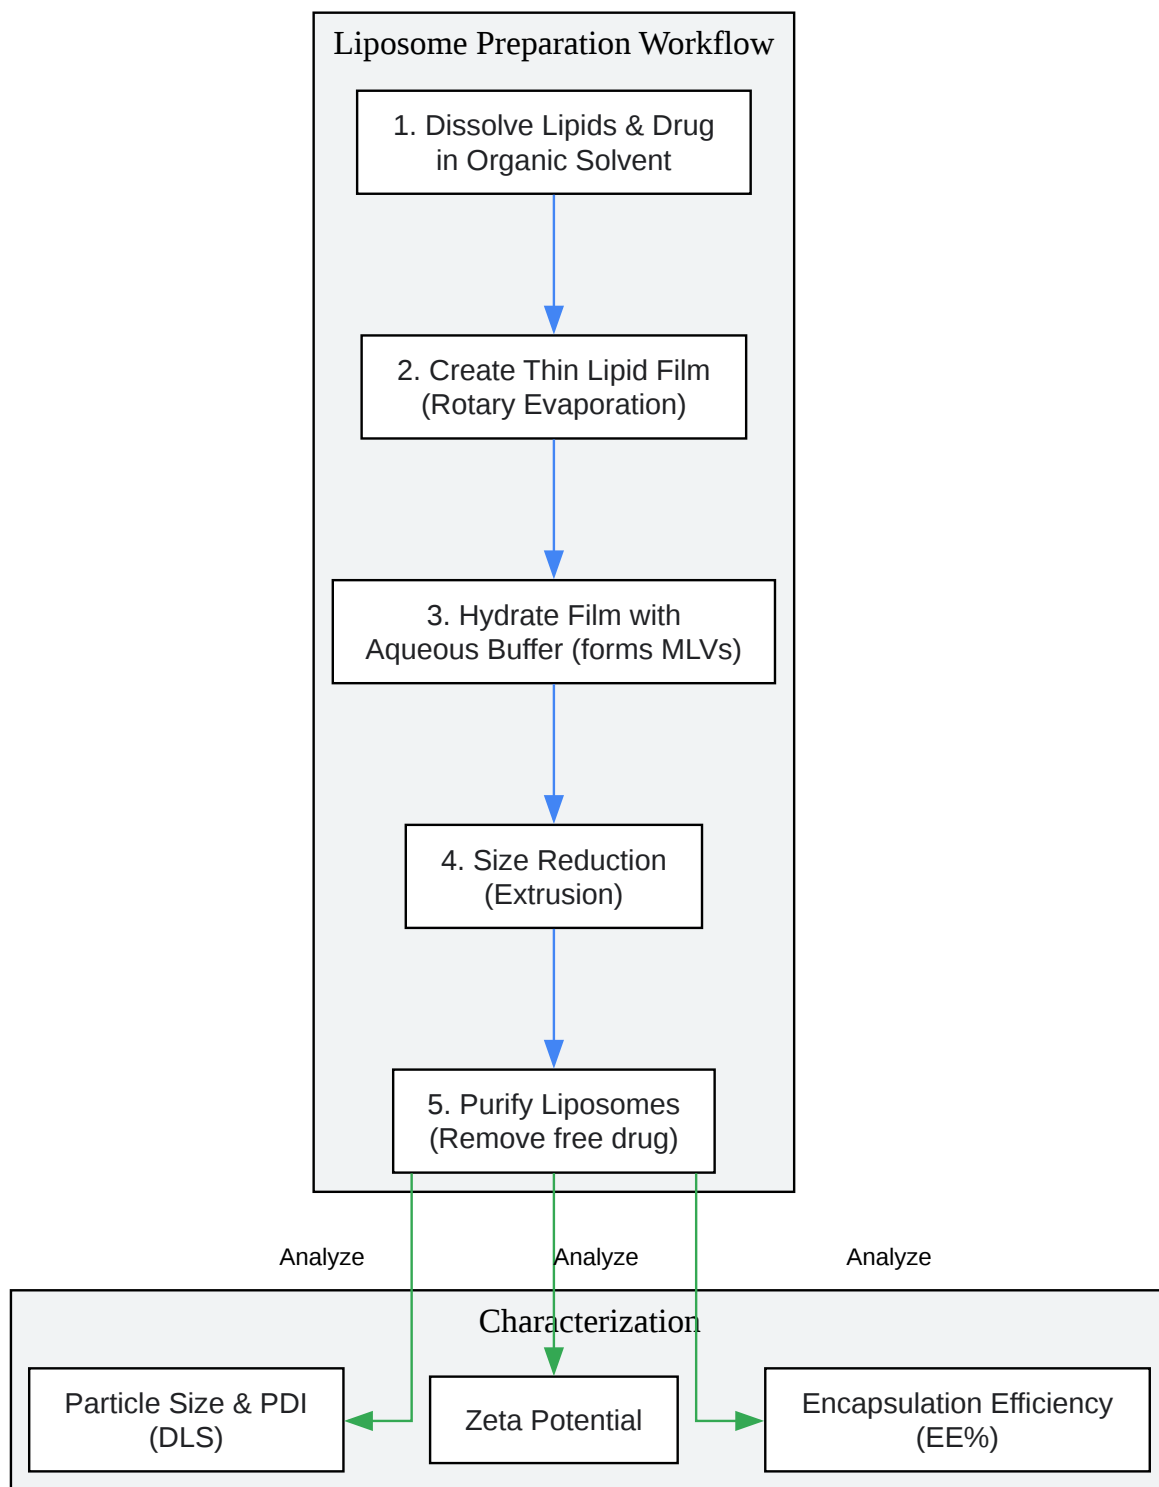 Liposome Preparation Workflow
1. Dissolve Lipids & Drug
in Organic Solvent
2. Create Thin Lipid Film
(Rotary Evaporation)
3. Hydrate Film with
Aqueous Buffer (forms MLVs)
4. Size Reduction
(Extrusion)
5. Purify Liposomes
(Remove free drug)
Analyze
Analyze
Analyze
Characterization
Particle Size & PDI
(DLS)
Zeta Potential
Encapsulation Efficiency
(EE%)